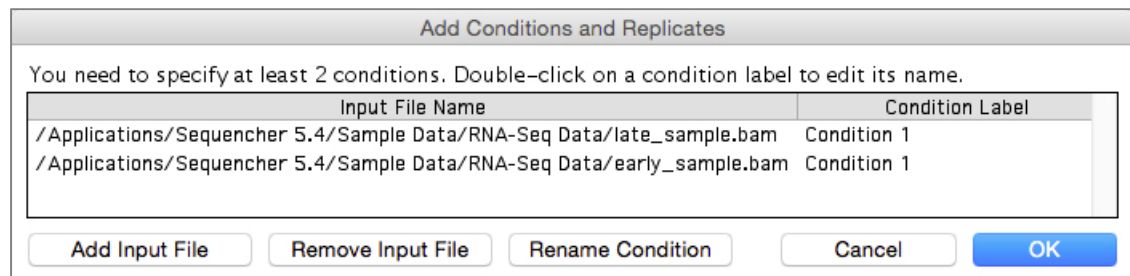 Add Conditions and Replicates
You need to specify at least 2 conditions. Double-click on a condition label to edit its name.
Input File Name Condition Label
/Applications/Sequencher 5.4/Sample Data/RNA-Seq Data/late_sample.bam Condition 1
/Applications/Sequencher 5.4/Sample Data/RNA-Seq Data/early_sample.bam Condition 1
Add Input File Remove Input File Rename Condition Cancel OK